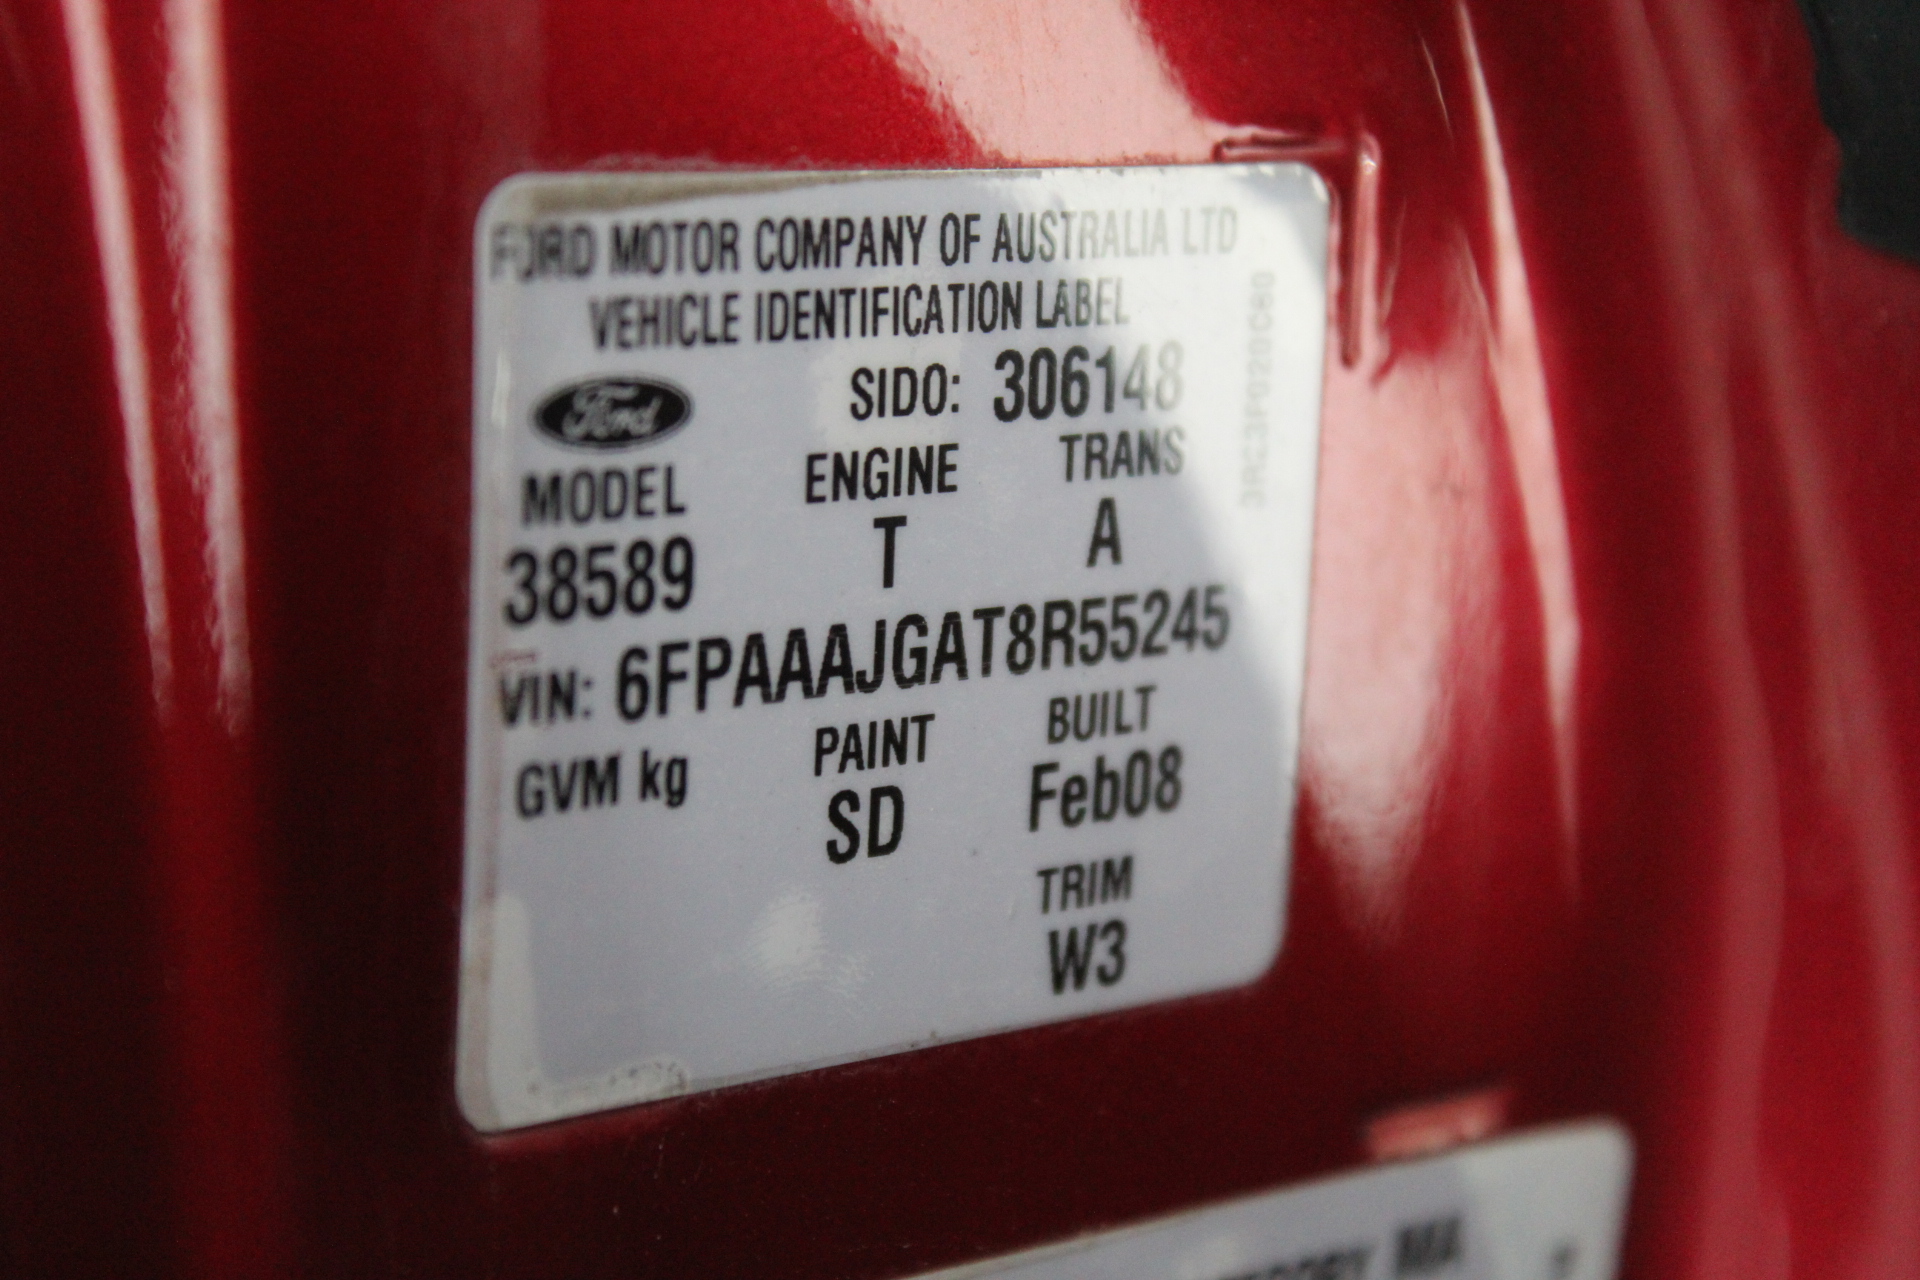 FORD MOTOR COMPANY OF AUSTRALIA LTD
VEHICLE IDENTIFICATION LABEL
Ford SIDO: 306148
MODEL ENGINE TRANS
38589 T A
VIN: 6FPAAAJGAT8R55245
GVM kg PAINT BUILT
SD Feb08
TRIM
W3
MA